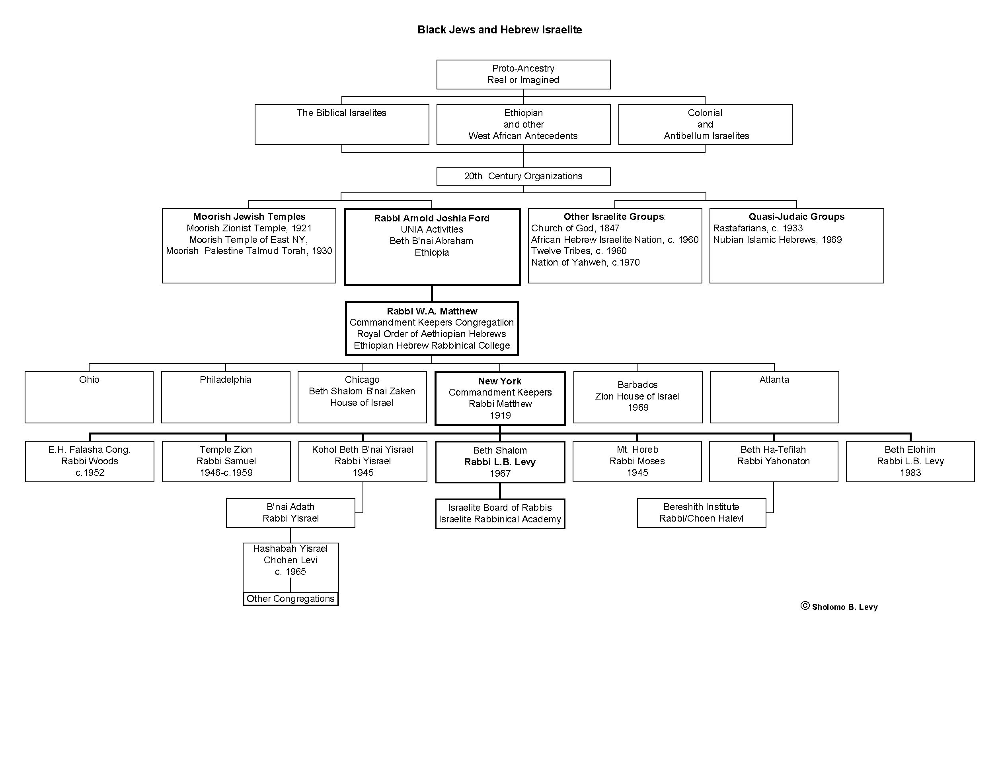 Black Jews and Hebrew Israelite
Proto-Ancestry
Real or Imagined
The Biblical Israelites
Ethiopian
and other
West African Antecedents
Colonial
and
Antibellum Israelites
20th Century Organizations
Moorish Jewish Temples
Moorish Zionist Temple, 1921
Moorish Temple of East NY,
Moorish Palestine Talmud Torah, 1930
Rabbi Arnold Joshia Ford
UNIA Activities
Beth B'nai Abraham
Ethiopia
Other Israelite Groups:
Church of God, 1847
African Hebrew Israelite Nation, c. 1960
Twelve Tribes, c. 1960
Nation of Yahweh, c.1970
Quasi-Judaic Groups
Rastafarians, c. 1933
Nubian Islamic Hebrews, 1969
Rabbi W.A. Matthew
Commandment Keepers Congregatiion
Royal Order of Aethiopian Hebrews
Ethiopian Hebrew Rabbinical College
Ohio
Philadelphia
Chicago
Beth Shalom B'nai Zaken
House of Israel
New York
Commandment Keepers
Rabbi Matthew
1919
Barbados
Zion House of Israel
1969
Atlanta
E.H. Falasha Cong.
Rabbi Woods
c.1952
Temple Zion
Rabbi Samuel
1946-c.1959
Kohol Beth B'nai Yisrael
Rabbi Yisrael
1945
Beth Shalom
Rabbi L.B. Levy
1967
Mt. Horeb
Rabbi Moses
1945
Beth Ha-Tefilah
Rabbi Yahonaton
Beth Elohim
Rabbi L.B. Levy
1983
B'nai Adath
Rabbi Yisrael
Israelite Board of Rabbis
Israelite Rabbinical Academy
Bereshith Institute
Rabbi/Choen Halevi
Hashabah Yisrael
Chohen Levi
c. 1965
Other Congregations
© Sholomo B. Levy